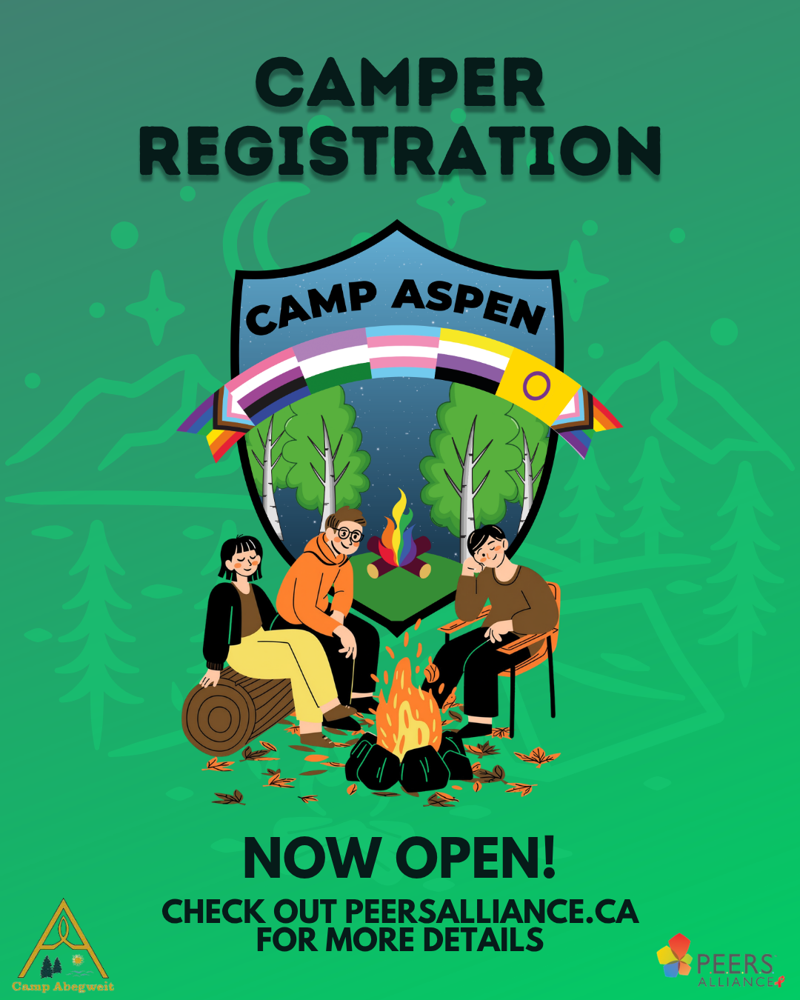 CAMPER
REGISTRATION
CAMP ASPEN
NOW OPEN!
CHECK OUT PEERSALLIANCE.CA
FOR MORE DETAILS
Camp Abegweit
PEERS
ALLIANCE